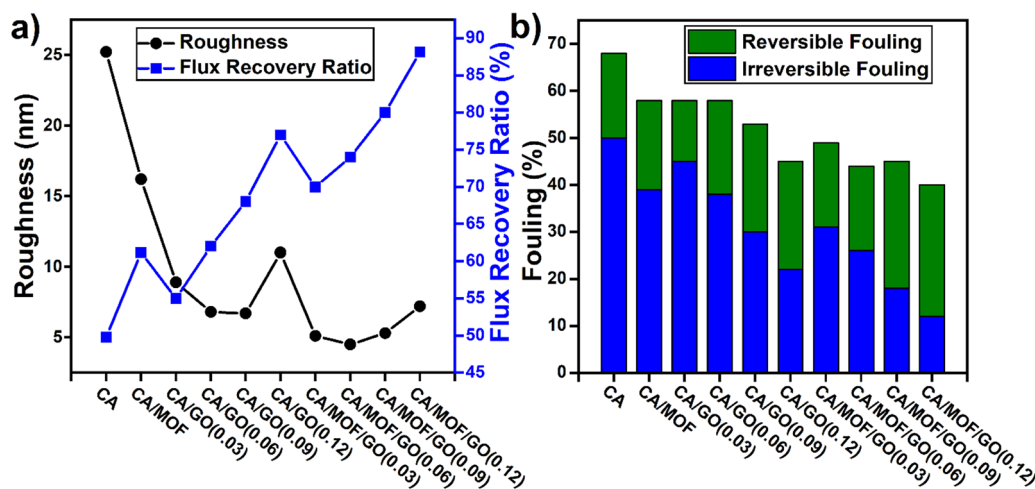 a)
Roughness
Flux Recovery Ratio
Roughness (nm)
25
20
15
10
5
Flux Recovery Ratio (%)
90
85
80
75
70
65
60
55
50
45
CA
CA/MOF
CA/GO(0.03)
CA/GO(0.06)
CA/GO(0.09)
CA/GO(0.12)
CA/MOF/GO(0.03)
CA/MOF/GO(0.06)
CA/MOF/GO(0.09)
CA/MOF/GO(0.12)
b)
Reversible Fouling
Irreversible Fouling
Fouling (%)
70
60
50
40
30
20
10
0
CA
CA/MOF
CA/GO(0.03)
CA/GO(0.06)
CA/GO(0.09)
CA/GO(0.12)
CA/MOF/GO(0.03)
CA/MOF/GO(0.06)
CA/MOF/GO(0.09)
CA/MOF/GO(0.12)